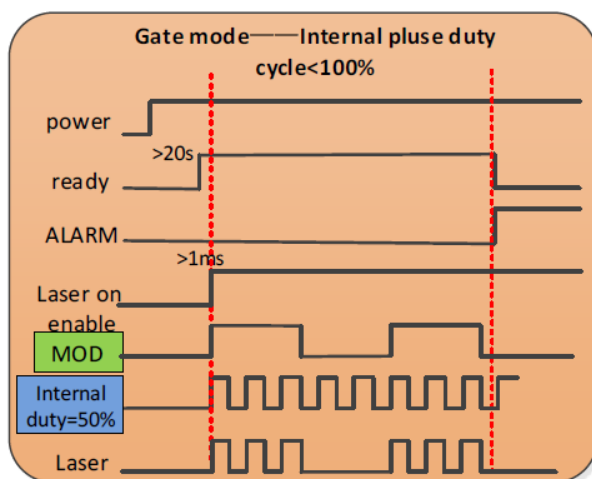 Gate mode——Internal pluse duty
cycle<100%
power
>20s
ready
ALARM
>1ms
Laser on
enable
MOD
Internal
duty=50%
Laser